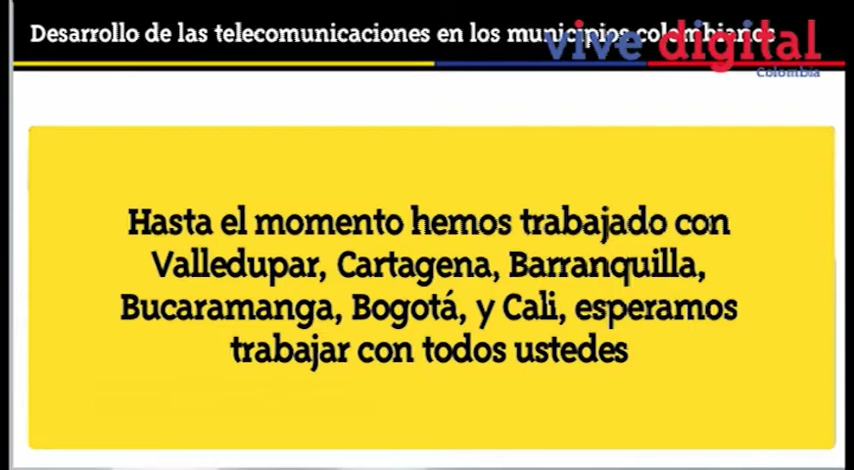 Desarrollo de las telecomunicaciones en los municipios colombianos
vive digital
Colombia
Hasta el momento hemos trabajado con
Valledupar, Cartagena, Barranquilla,
Bucaramanga, Bogotá, y Cali, esperamos
trabajar con todos ustedes